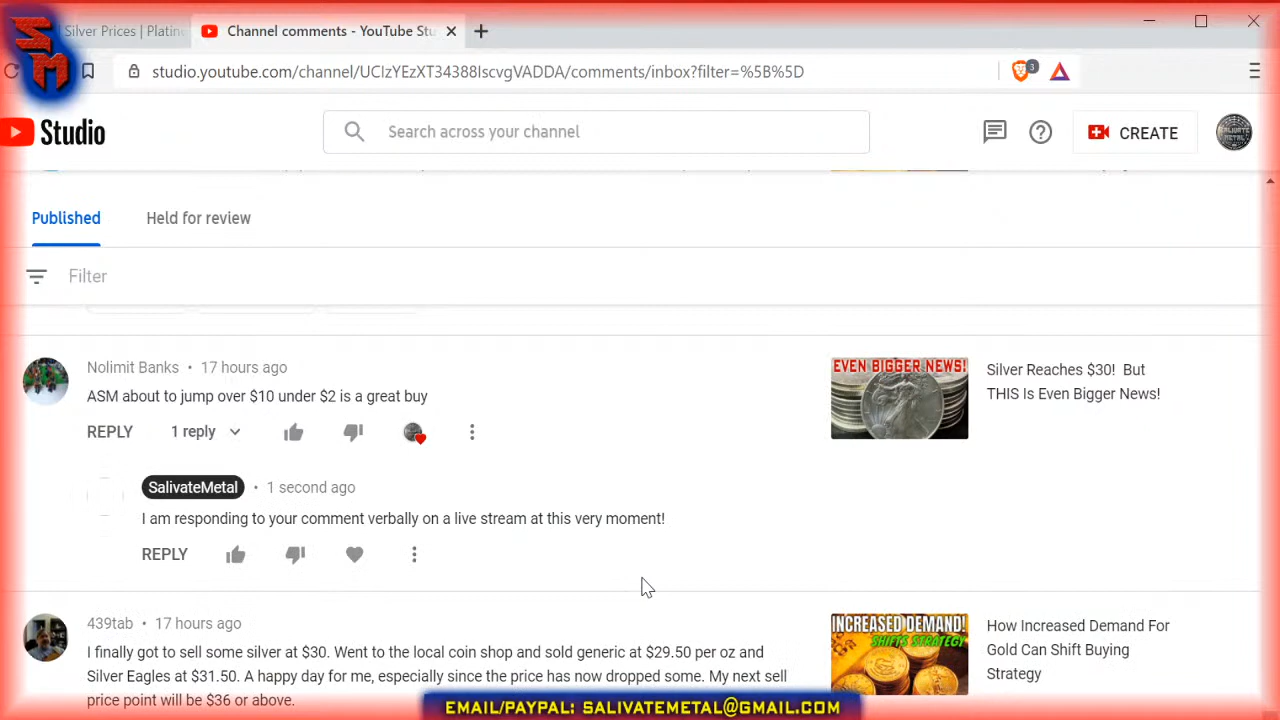 SM
Silver Prices | Platin
Channel comments - YouTube Stu
studio.youtube.com/channel/UCIzYEzXT34388IscvgVADDA/comments/inbox?filter=%5B%5D
3
Studio
Search across your channel
CREATE
Published
Held for review
Filter
Nolimit Banks • 17 hours ago
ASM about to jump over $10 under $2 is a great buy
REPLY 1 reply
EVEN BIGGER NEWS!
Silver Reaches $30! But
THIS Is Even Bigger News!
SalivateMetal • 1 second ago
I am responding to your comment verbally on a live stream at this very moment!
REPLY
439tab • 17 hours ago
I finally got to sell some silver at $30. Went to the local coin shop and sold generic at $29.50 per oz and
Silver Eagles at $31.50. A happy day for me, especially since the price has now dropped some. My next sell
price point will be $36 or above.
INCREASED DEMAND!
SHIFTS STRATEGY
How Increased Demand For
Gold Can Shift Buying
Strategy
EMAIL/PAYPAL: SALIVATEMETAL@GMAIL.COM